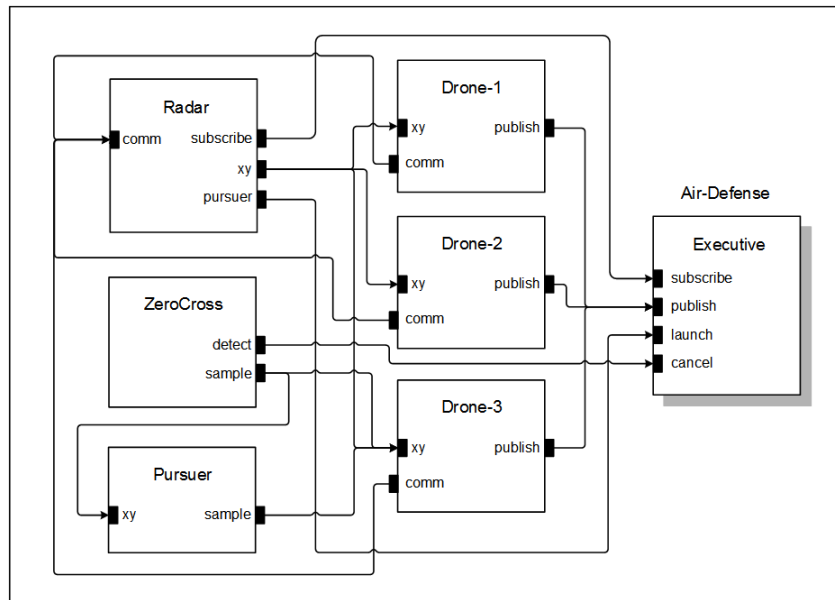 Radar
comm
subscribe
xy
pursuer
ZeroCross
detect
sample
Pursuer
xy
sample
Drone-1
xy
publish
comm
Drone-2
xy
publish
comm
Drone-3
xy
publish
comm
Air-Defense
Executive
subscribe
publish
launch
cancel